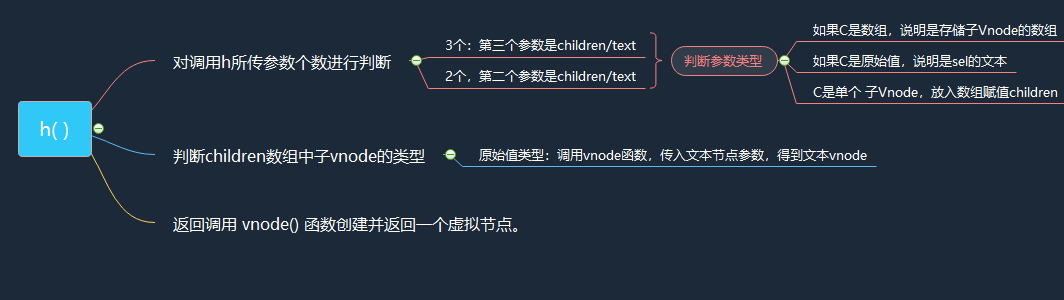 h( )
对调用h所传参数个数进行判断
3个：第三个参数是children/text
2个，第二个参数是children/text
判断参数类型
如果C是数组，说明是存储子Vnode的数组
如果C是原始值，说明是sel的文本
C是单个 子Vnode，放入数组赋值children
判断children数组中子vnode的类型
原始值类型：调用vnode函数，传入文本节点参数，得到文本vnode
返回调用 vnode() 函数创建并返回一个虚拟节点。